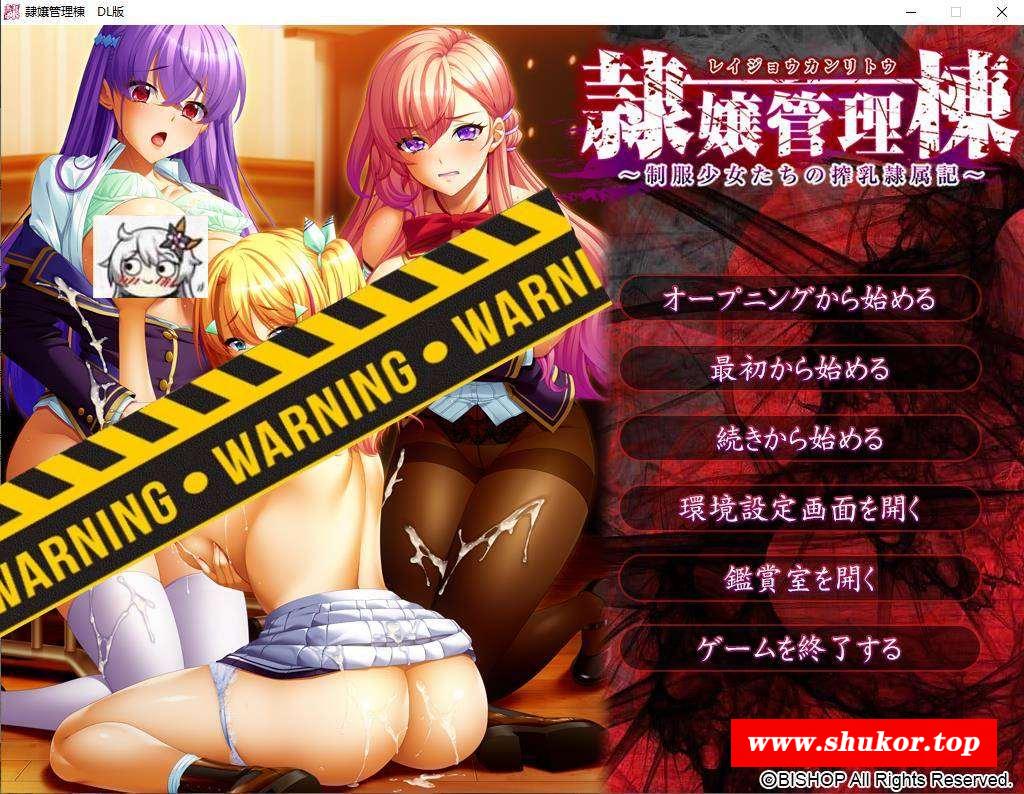 隷嬢管理棟 DL版
レイジョウカンリトウ
隷嬢管理棟
～制服少女たちの搾乳隷属記～
オープニングから始める
最初から始める
続きから始める
環境設定画面を開く
鑑賞室を開く
ゲームを終了する
WARNING • WARNING • WARNI
www.shukor.top
©BISHOP All Rights Reserved.